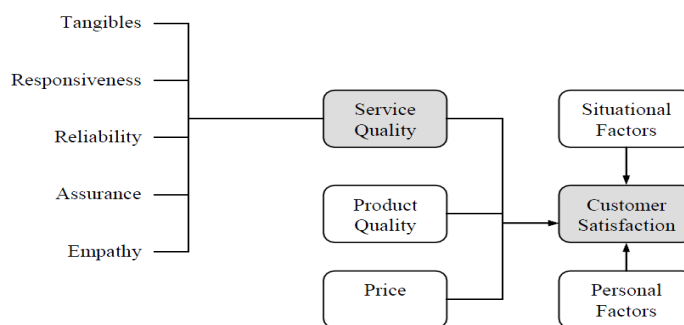 Tangibles
Responsiveness
Reliability
Assurance
Empathy
Service
Quality
Product
Quality
Price
Situational
Factors
Customer
Satisfaction
Personal
Factors